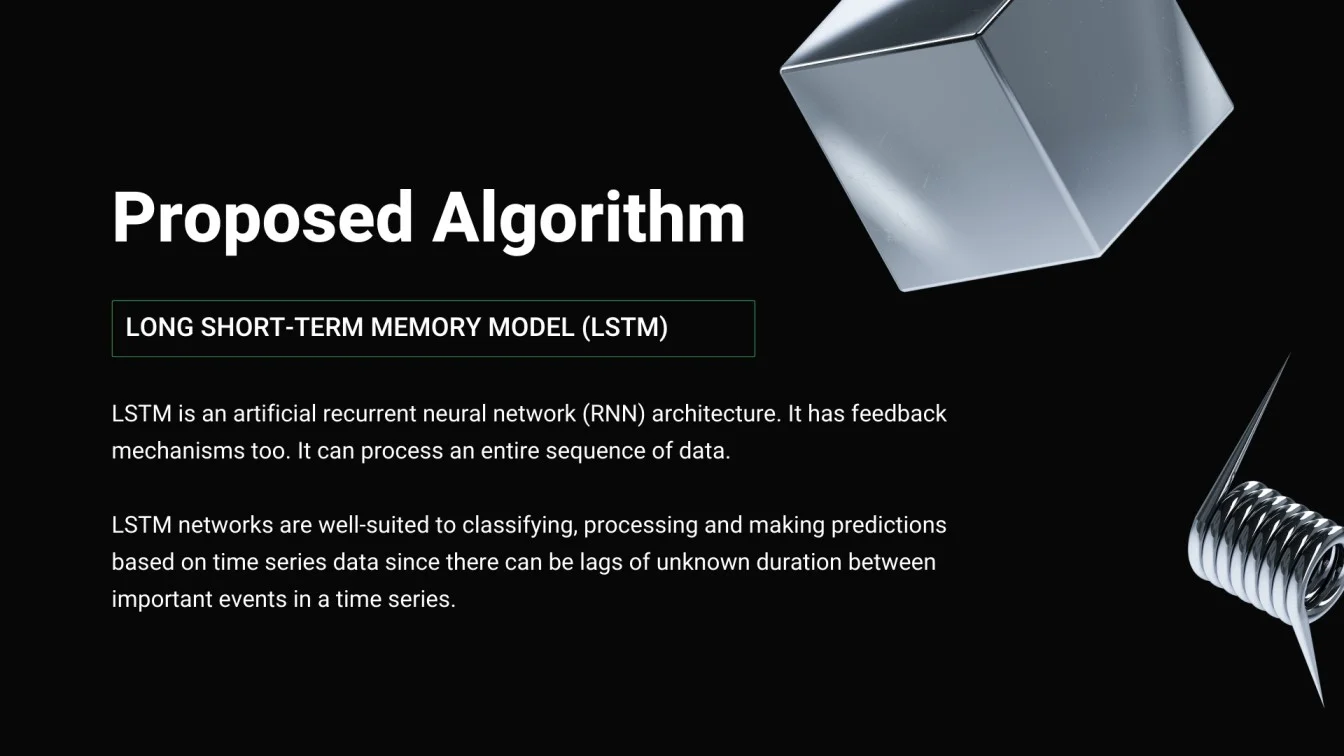 Proposed Algorithm
LONG SHORT-TERM MEMORY MODEL (LSTM)
LSTM is an artificial recurrent neural network (RNN) architecture. It has feedback
mechanisms too. It can process an entire sequence of data.
LSTM networks are well-suited to classifying, processing and making predictions
based on time series data since there can be lags of unknown duration between
important events in a time series.